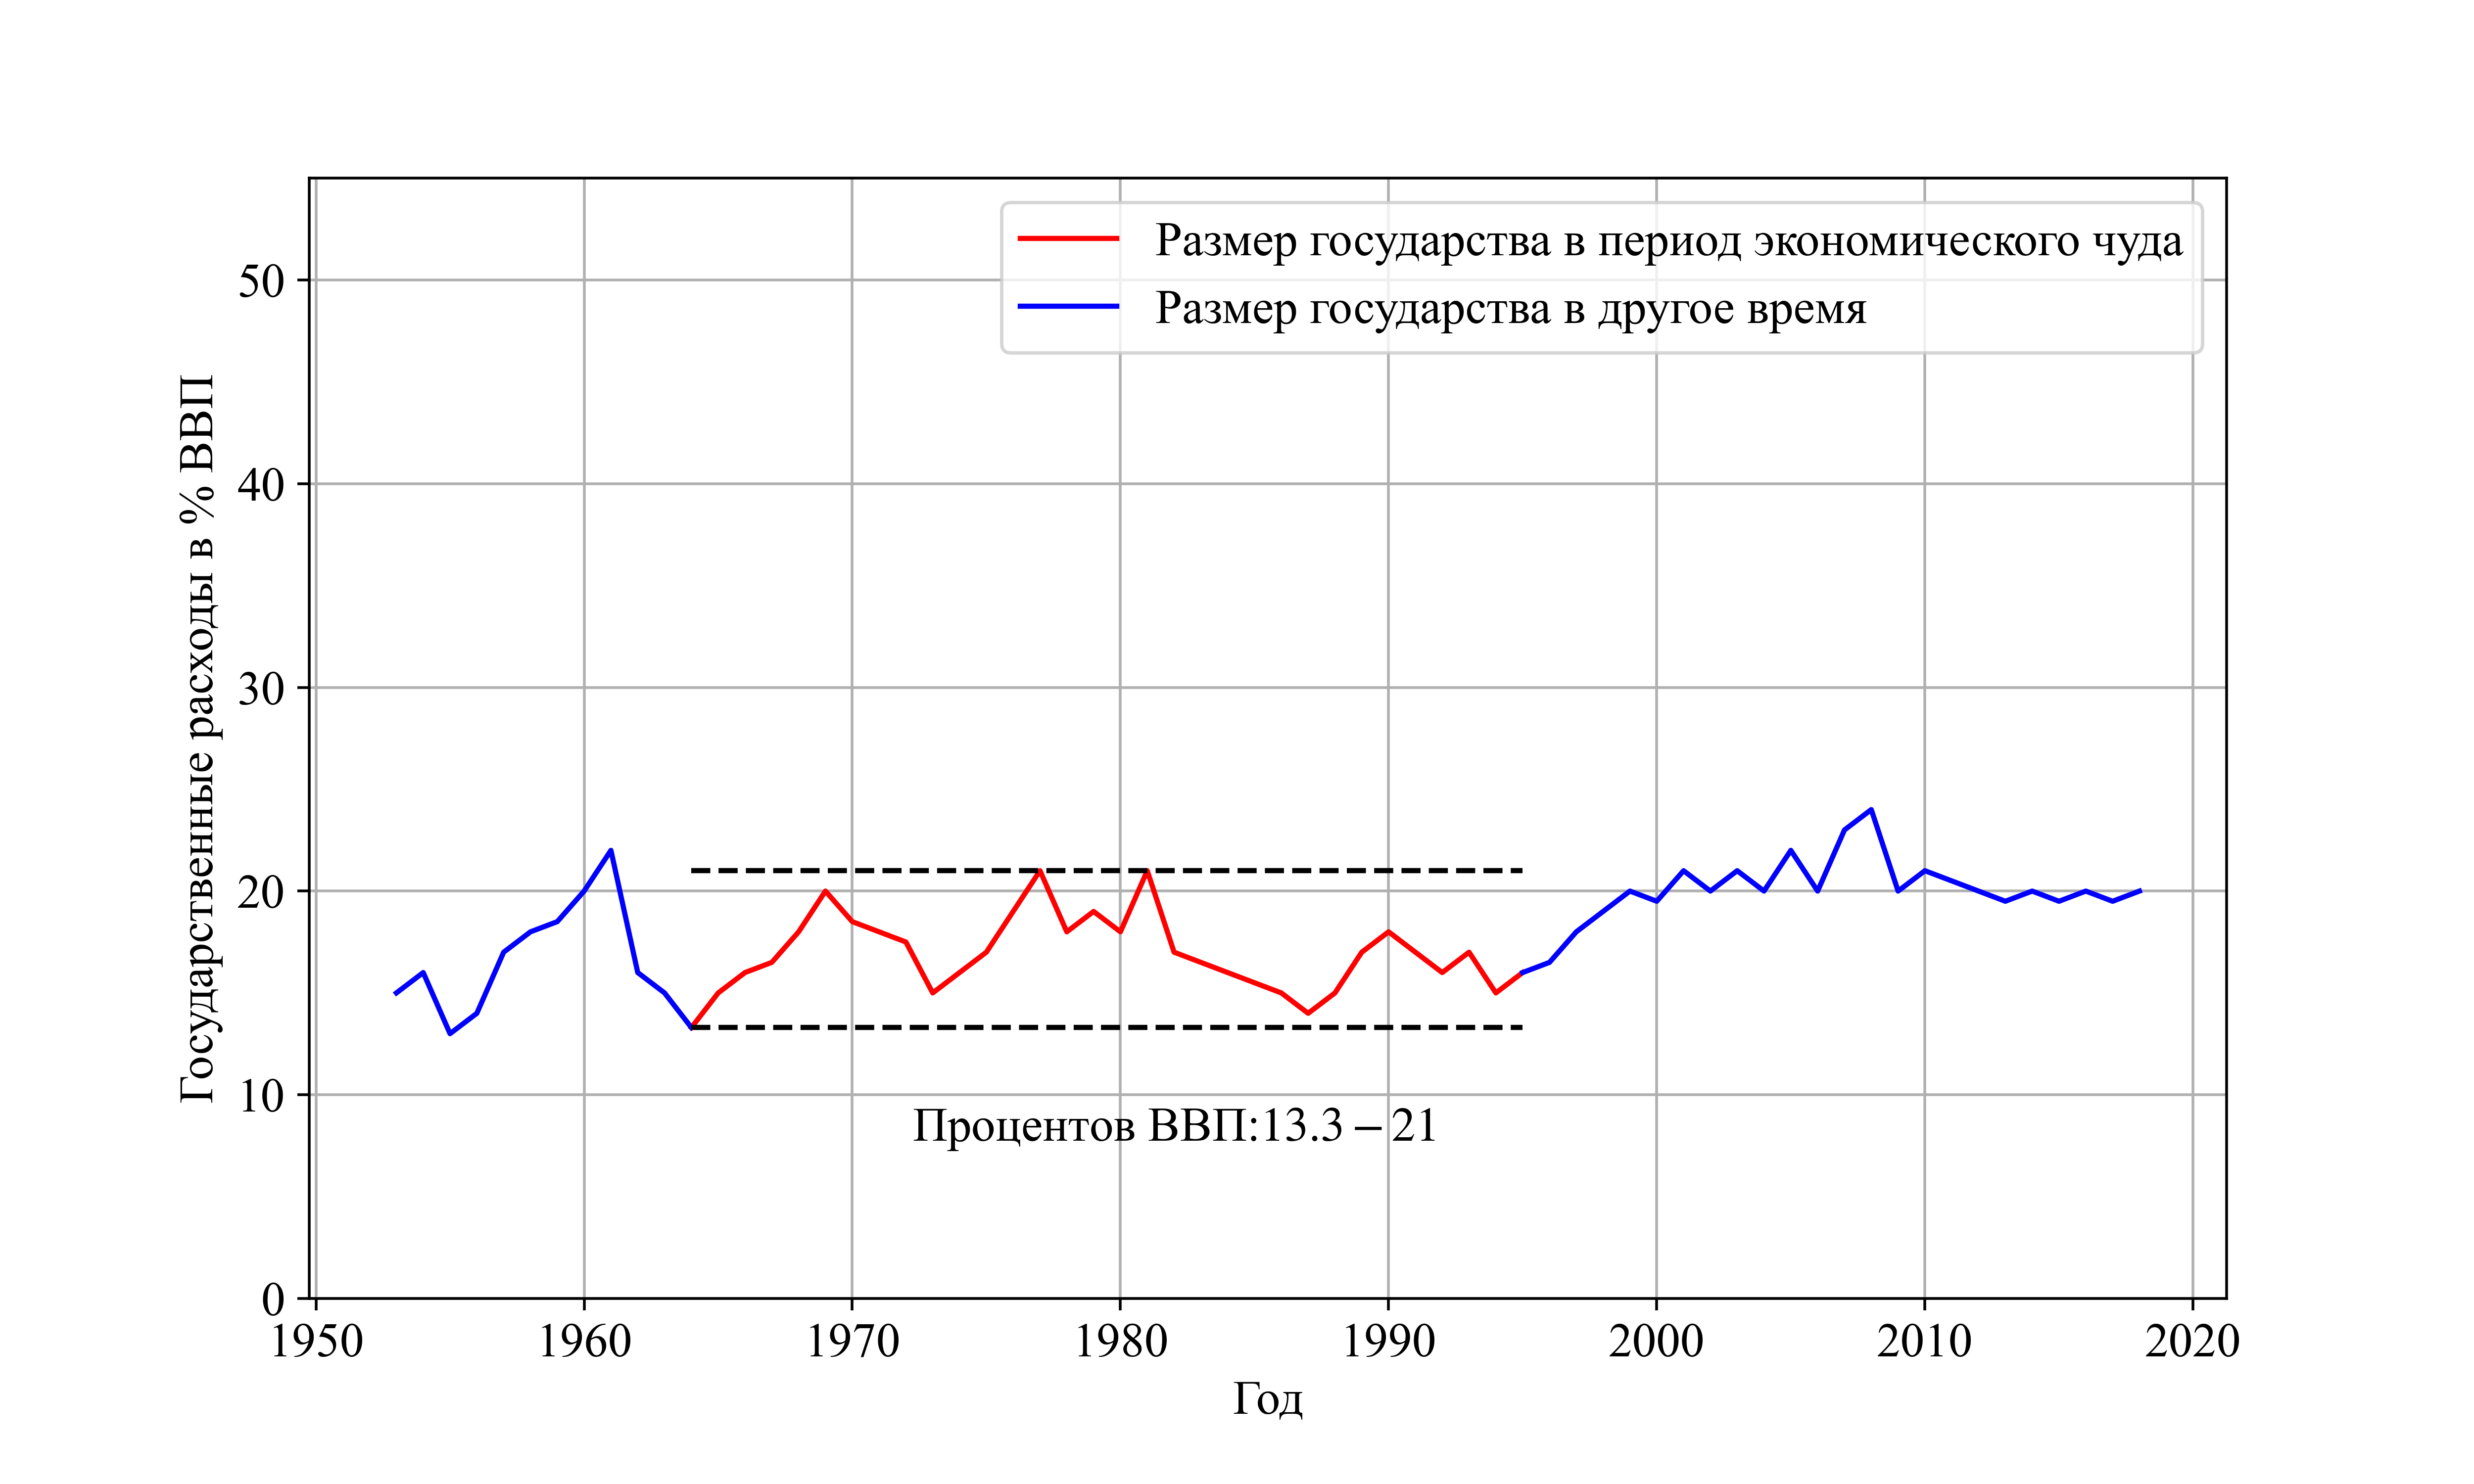 Размер государства в период экономического чуда
Размер государства в другое время
Государственные расходы в % ВВП
50
40
30
20
10
0
Процентов ВВП:13.3−21
1950 1960 1970 1980 1990 2000 2010 2020
Год